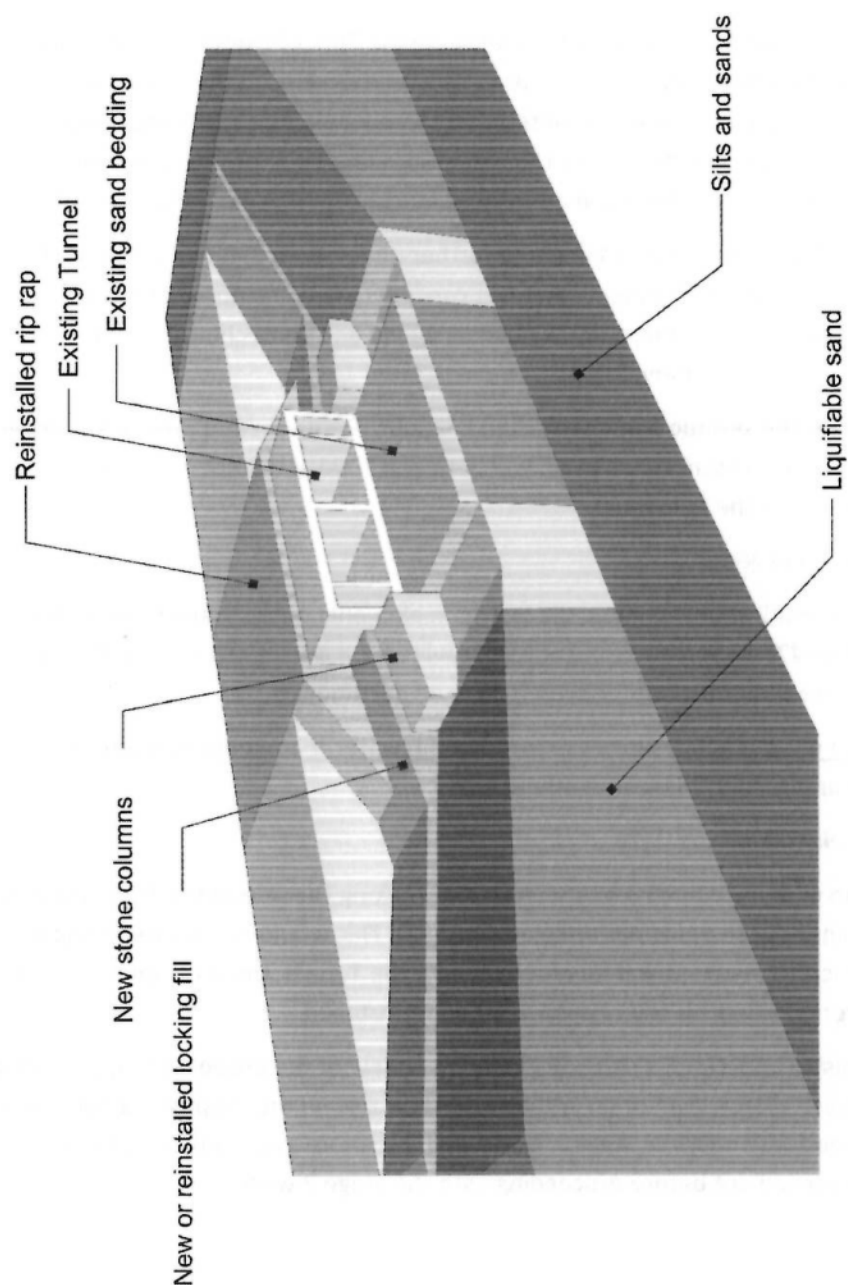 Reinstalled rip rap
Existing Tunnel
Existing sand bedding
New stone columns
New or reinstalled locking fill
Silts and sands
Liquifiable sand